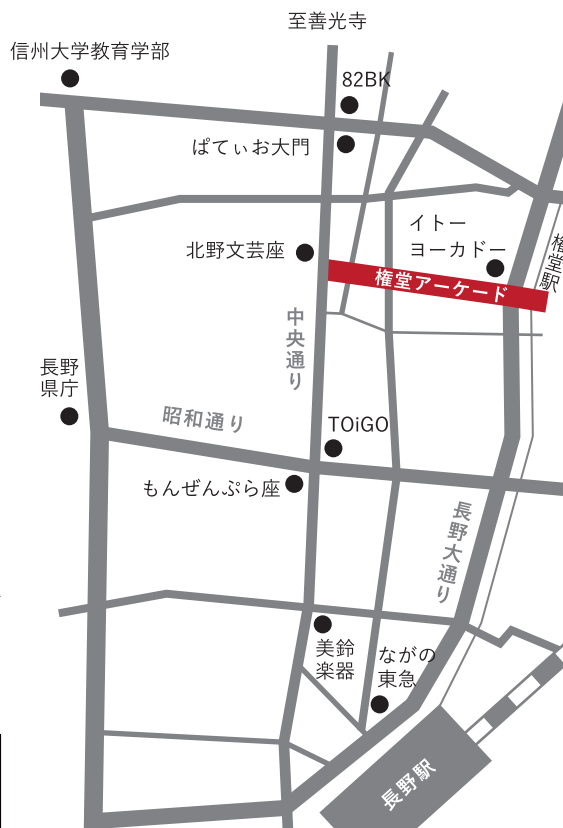 至善光寺
信州大学教育学部
82BK
ぱてぃお大門
イトー
ヨーカドー
北野文芸座
権堂アーケード
権堂駅
中央通り
長野
県庁
昭和通り
TOiGO
もんぜんぷら座
長野大通り
美鈴
楽器
ながの
東急
長野駅